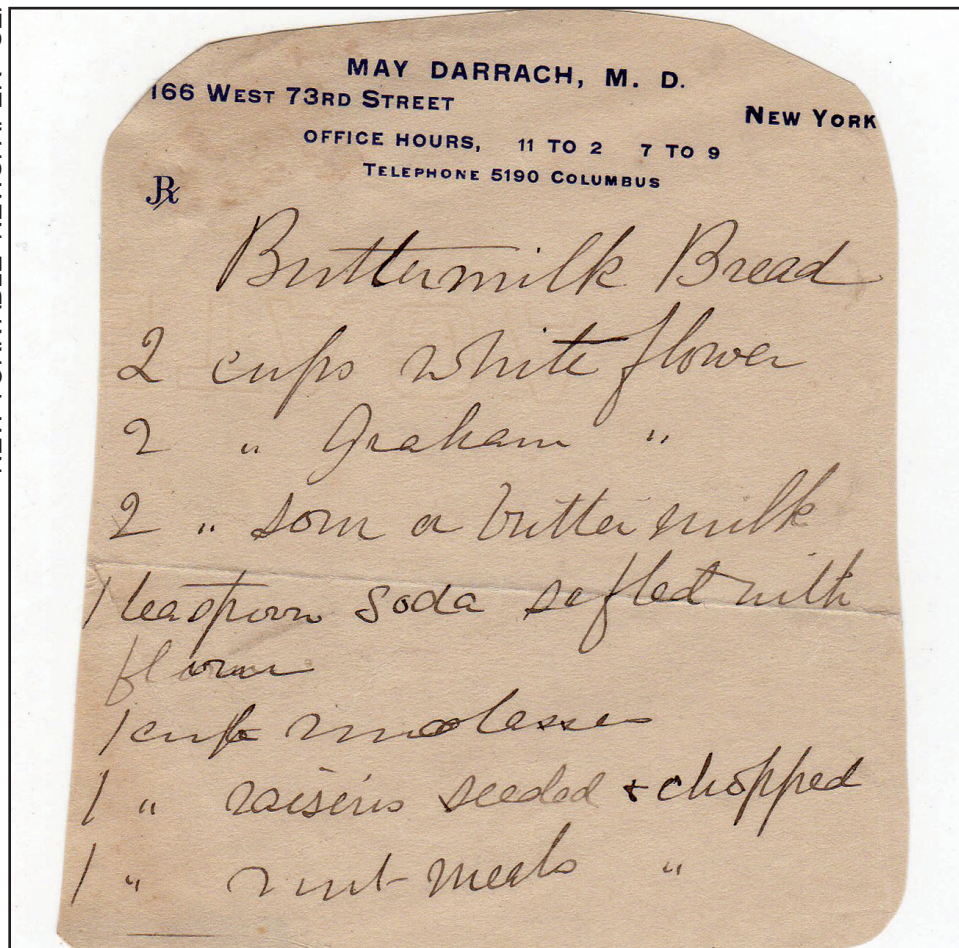 MAY DARRACH, M. D.
166 WEST 73RD STREET NEW YORK
OFFICE HOURS, 11 TO 2 7 TO 9
TELEPHONE 5190 COLUMBUS
℞
Buttermilk Bread
2 cups white flower
2 " Graham "
2 " sour a butter milk
1 teaspoon soda sifted with
flour
1 cup molasses
1 " raisins seeded + chopped
1 " nut-meats "